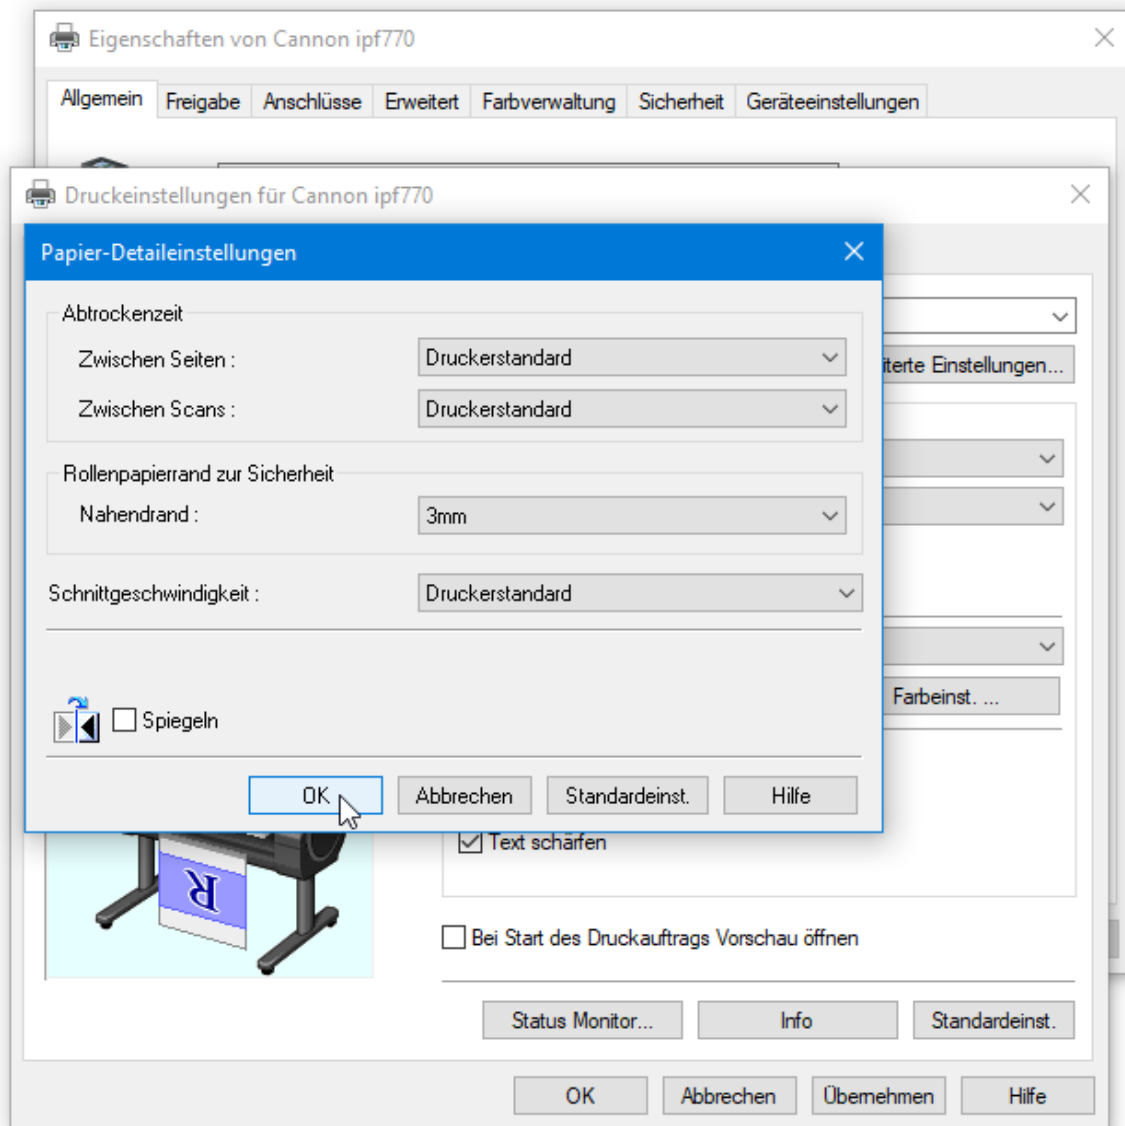 Eigenschaften von Cannon ipf770
Allgemein Freigabe Anschlüsse Erweitert Farbverwaltung Sicherheit Geräteeinstellungen
Druckeinstellungen für Cannon ipf770
Papier-Detaileinstellungen
Abtrockenzeit
Zwischen Seiten : Druckerstandard
Zwischen Scans : Druckerstandard
Rollenpapierrand zur Sicherheit
Nahendrand : 3mm
Schnittgeschwindigkeit : Druckerstandard
Spiegeln
OK Abbrechen Standardeinst. Hilfe
iterte Einstellungen...
Farbeinst. ...
Text schärfen
R
Bei Start des Druckauftrags Vorschau öffnen
Status Monitor... Info Standardeinst.
OK Abbrechen Übernehmen Hilfe